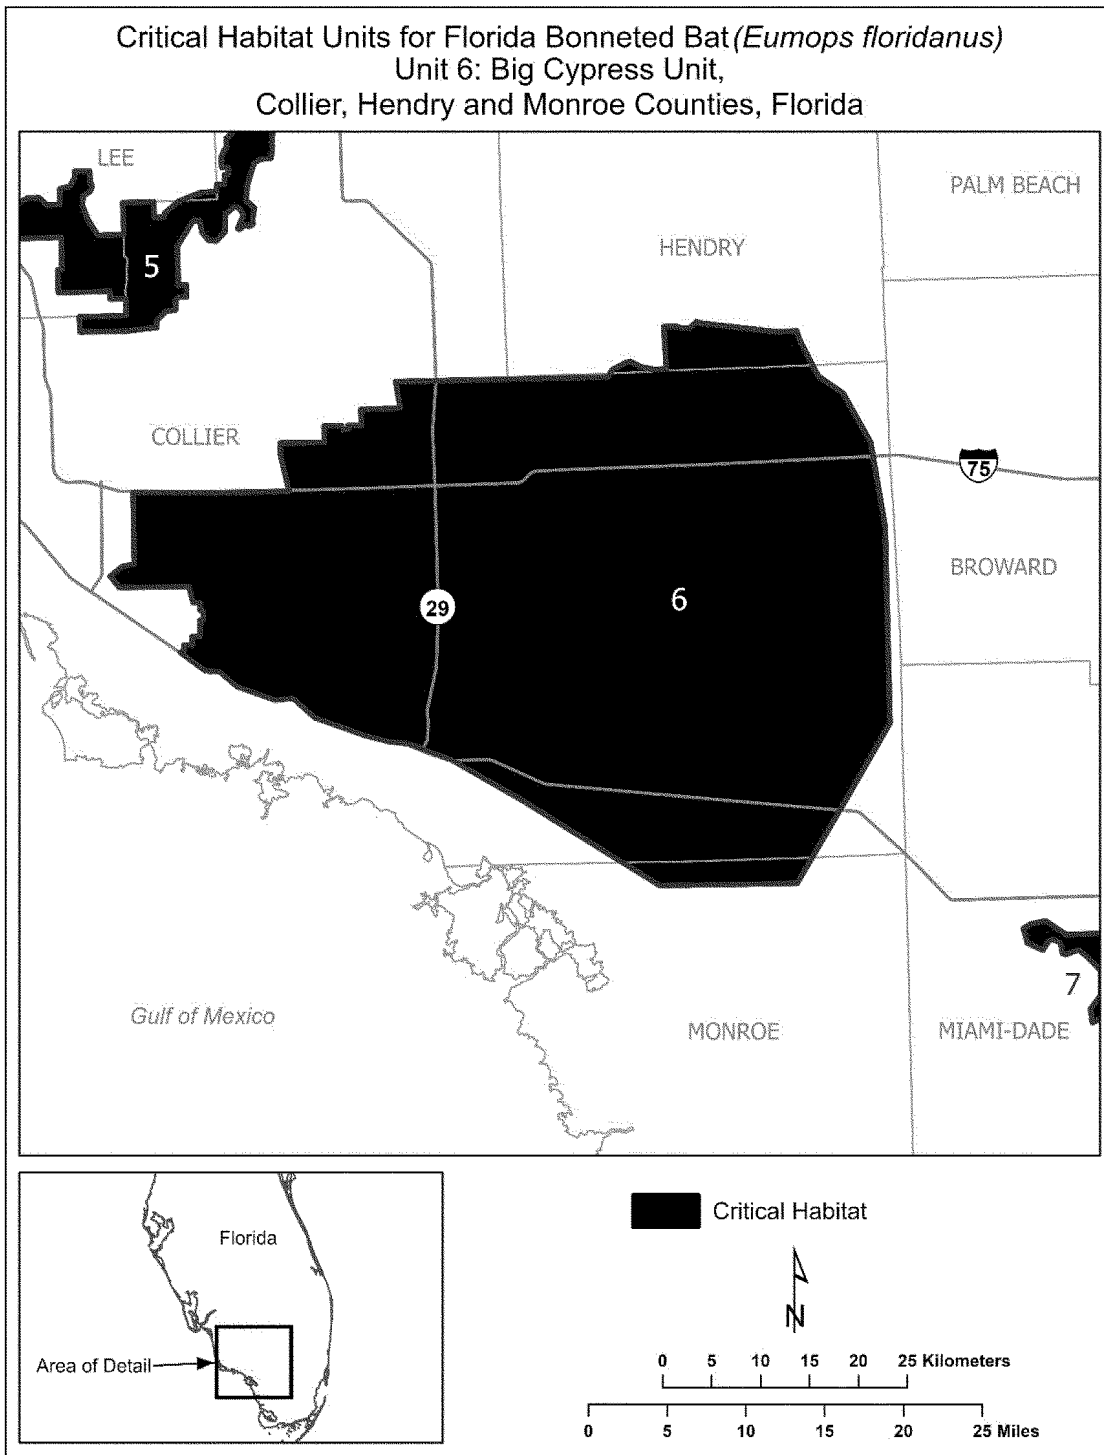 Critical Habitat Units for Florida Bonneted Bat (Eumops floridanus)
Unit 6: Big Cypress Unit,
Collier, Hendry and Monroe Counties, Florida
LEE
PALM BEACH
HENDRY
5
COLLIER
75
BROWARD
6
29
7
Gulf of Mexico
MONROE
MIAMI-DADE
Florida
Area of Detail
Critical Habitat
N
0 5 10 15 20 25 Kilometers
0 5 10 15 20 25 Miles